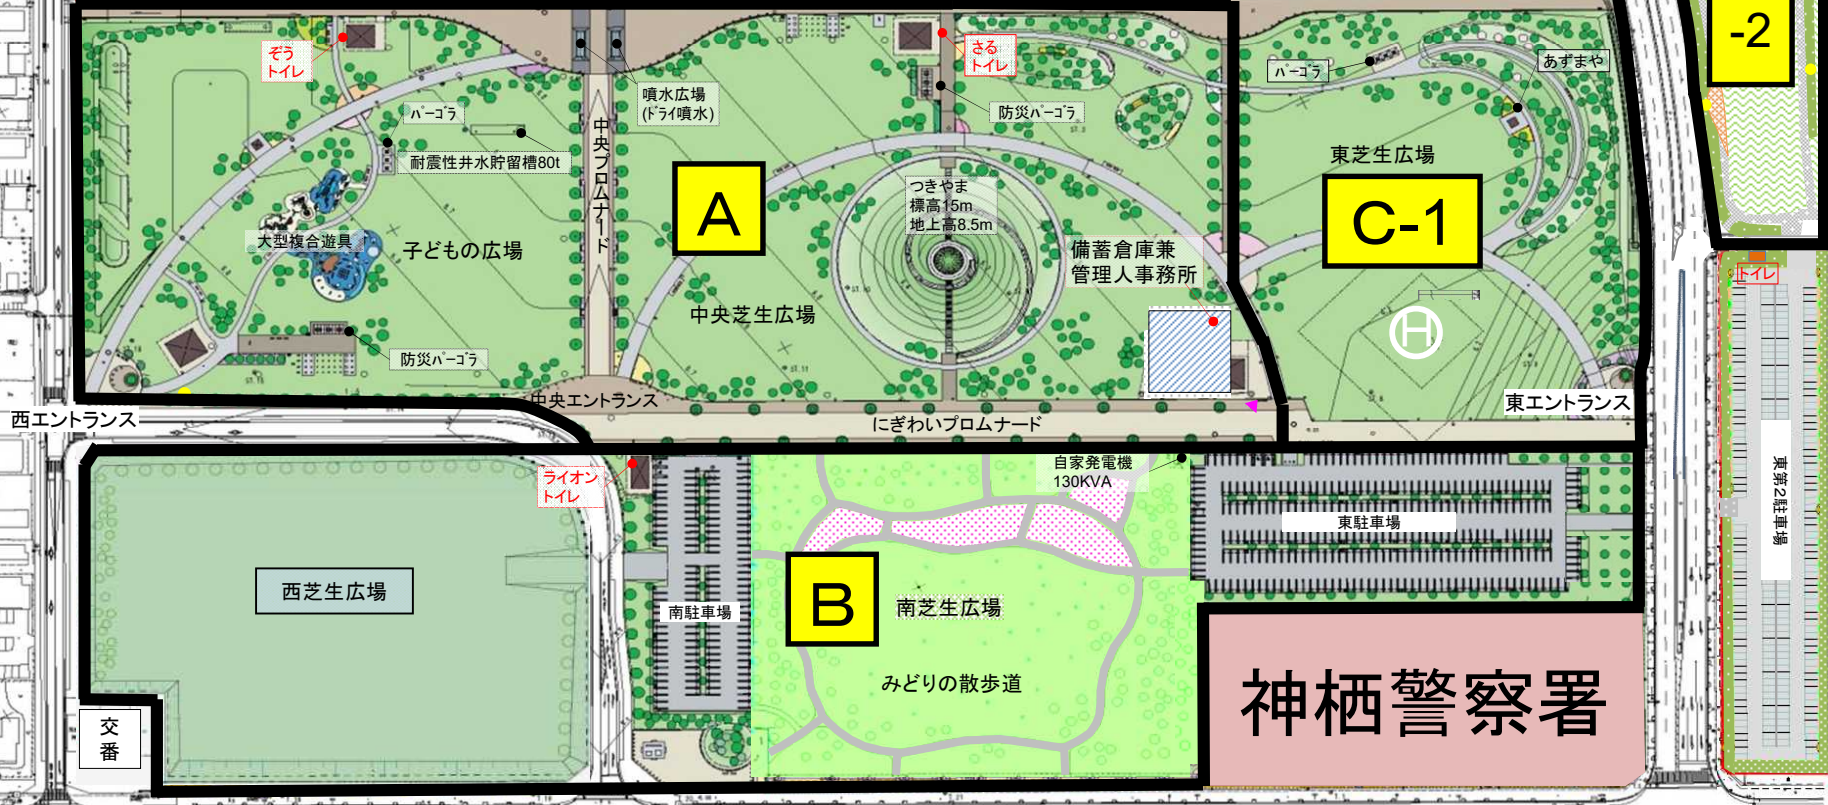 -2
ぞう
トイレ
さる
トイレ
パーゴラ
あずまや
噴水広場
(ドライ噴水)
パーゴラ
防災パーゴラ
中央プロムナード
耐震性井水貯留槽80t
東芝生広場
A
つきやま
標高15m
地上高8.5m
C-1
大型複合遊具
子どもの広場
備蓄倉庫兼
管理人事務所
トイレ
中央芝生広場
H
防災パーゴラ
中央エントランス
東エントランス
西エントランス
にぎわいプロムナード
自家発電機
130KVA
ライオン
トイレ
東駐車場
東第2駐車場
西芝生広場
B
南芝生広場
南駐車場
みどりの散歩道
神栖警察署
交
番